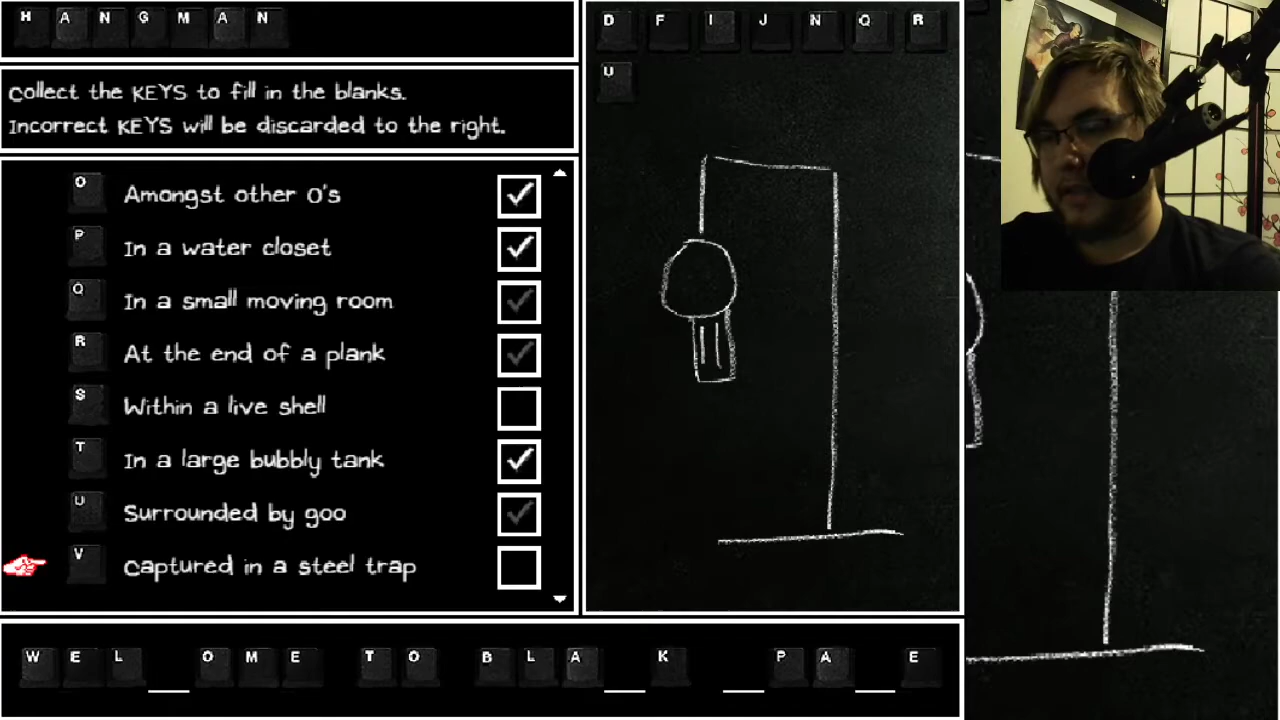 H A N G M A N
Collect the KEYS to fill in the blanks.
Incorrect KEYS will be discarded to the right.
O Amongst other O's
P In a water closet
Q In a small moving room
R At the end of a plank
S Within a live shell
T In a large bubbly tank
U Surrounded by goo
V Captured in a steel trap
D F I J N Q R
U
W E L _ O M E T O B L A _ K _ P A _ E